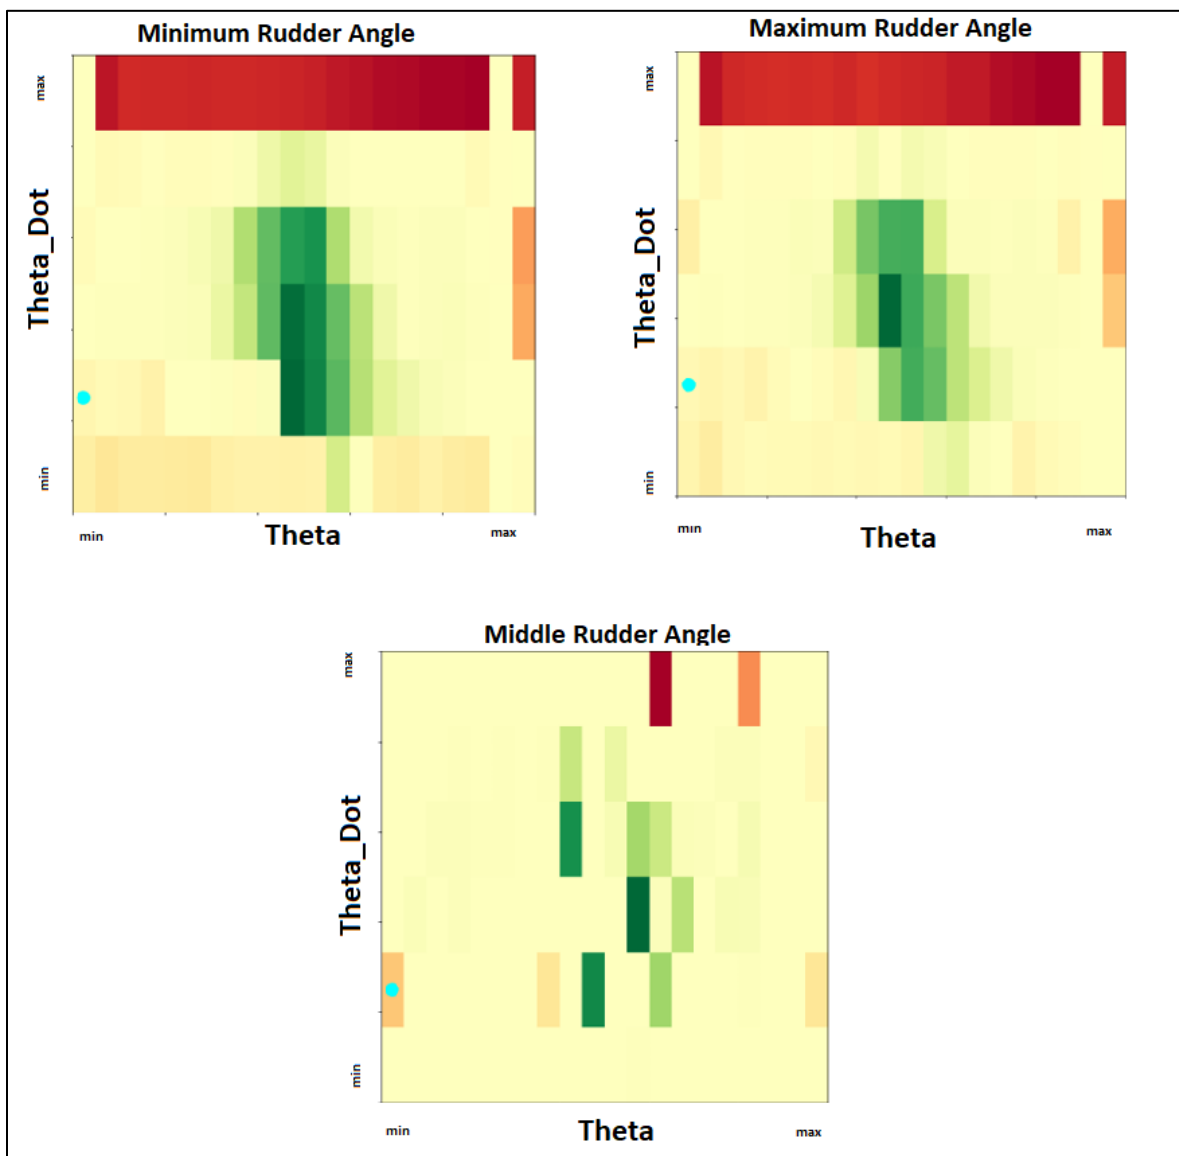 Minimum Rudder Angle
max
Theta_Dot
min
min
Theta
max
Maximum Rudder Angle
max
Theta_Dot
min
min
Theta
max
Middle Rudder Angle
max
Theta_Dot
min
min
Theta
max